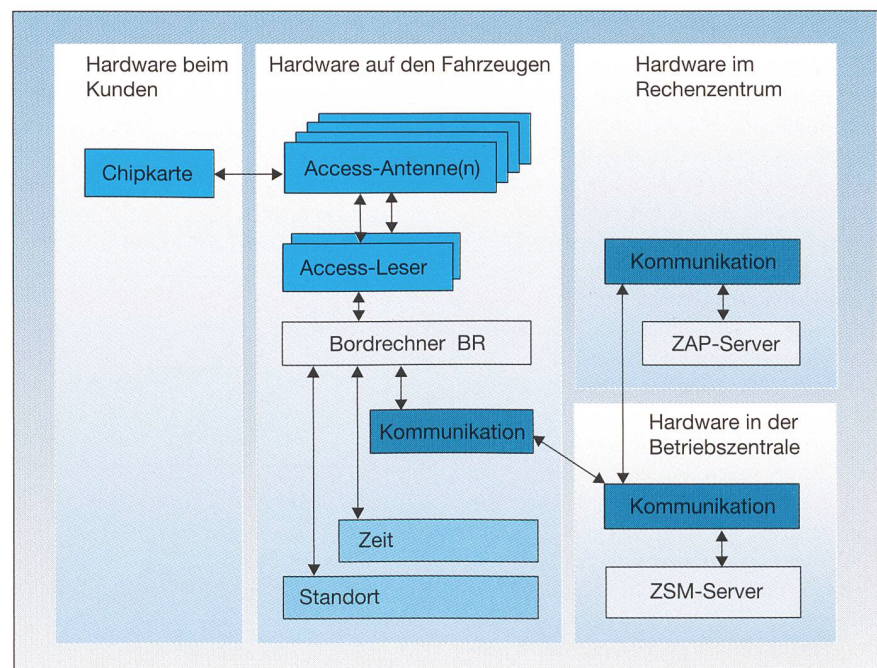 Hardware beim
Kunden
Chipkarte
Hardware auf den Fahrzeugen
Access-Antenne(n)
Access-Leser
Bordrechner BR
Kommunikation
Zeit
Standort
Hardware im
Rechenzentrum
Kommunikation
ZAP-Server
Hardware in der
Betriebszentrale
Kommunikation
ZSM-Server